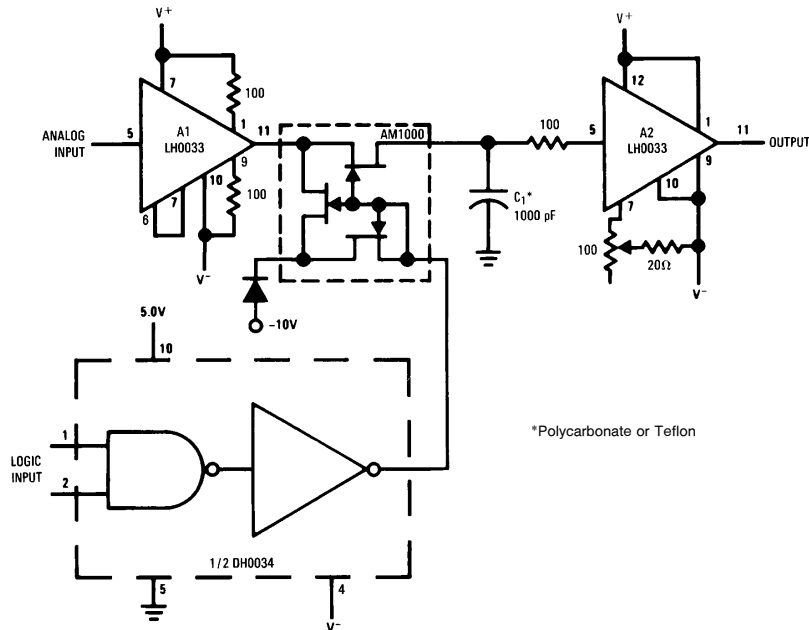 V+
V+
7
100
12
A1
LH0033
1
AM1000
A2
LH0033
1
ANALOG
INPUT
5
11
100
5
11
OUTPUT
9
10
9
10
6
7
100
C1*
1000 pF
7
100
20Ω
V−
V−
−10V
5.0V
10
*Polycarbonate or Teflon
1
LOGIC
INPUT
2
1/2 DH0034
5
4
V−